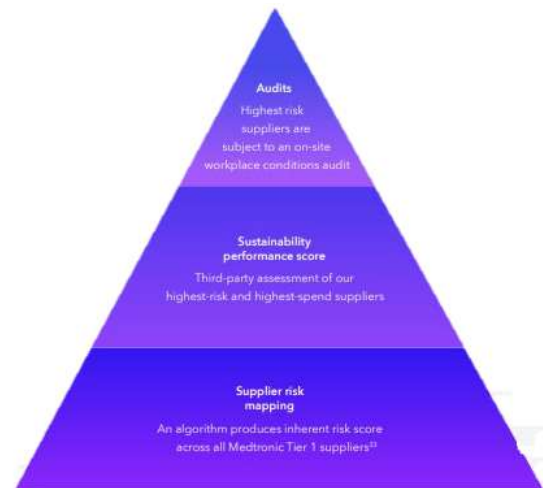 Audits
Highest risk
suppliers are
subject to an on-site
workplace conditions audit
Sustainability
performance score
Third-party assessment of our
highest-risk and highest-spend suppliers
Supplier risk
mapping
An algorithm produces inherent risk score
across all Medtronic Tier 1 suppliers³³